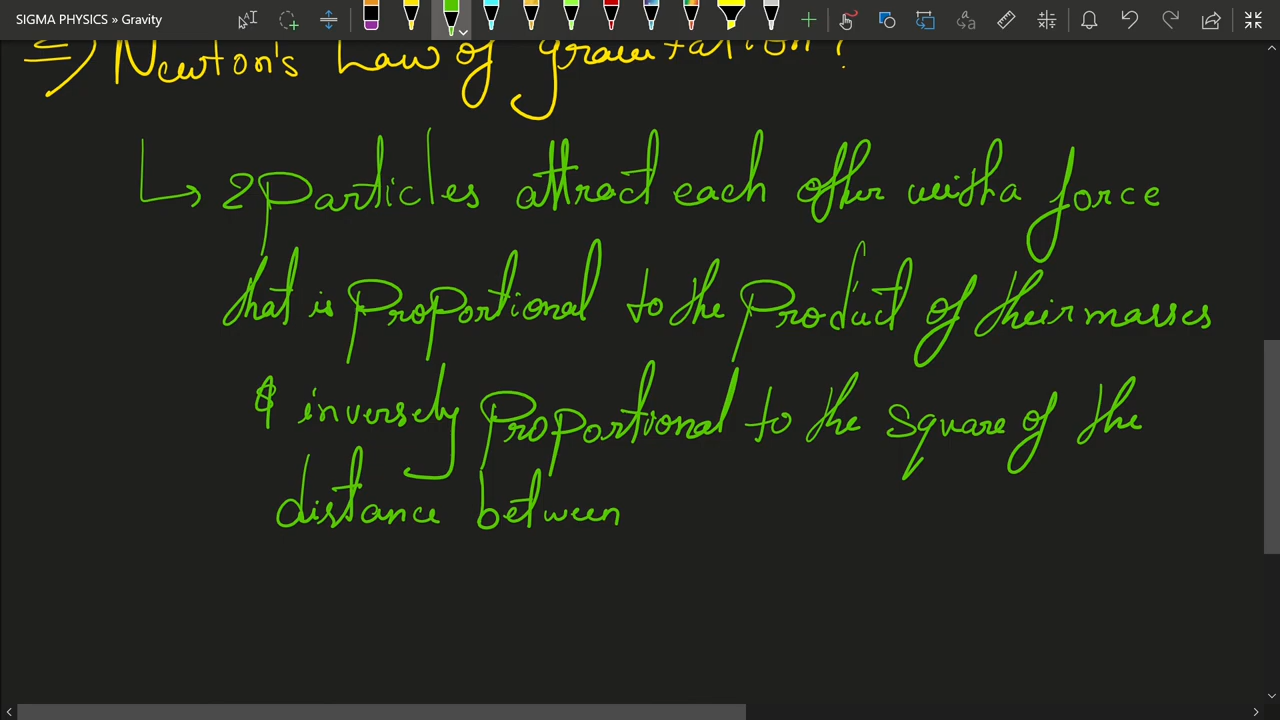 SIGMA PHYSICS » Gravity
⇒ Newton's Law of gravitation!
↳ 2 Particles attract each other with a force
that is Proportional to the Product of their masses
& inversely Proportional to the square of the
distance between